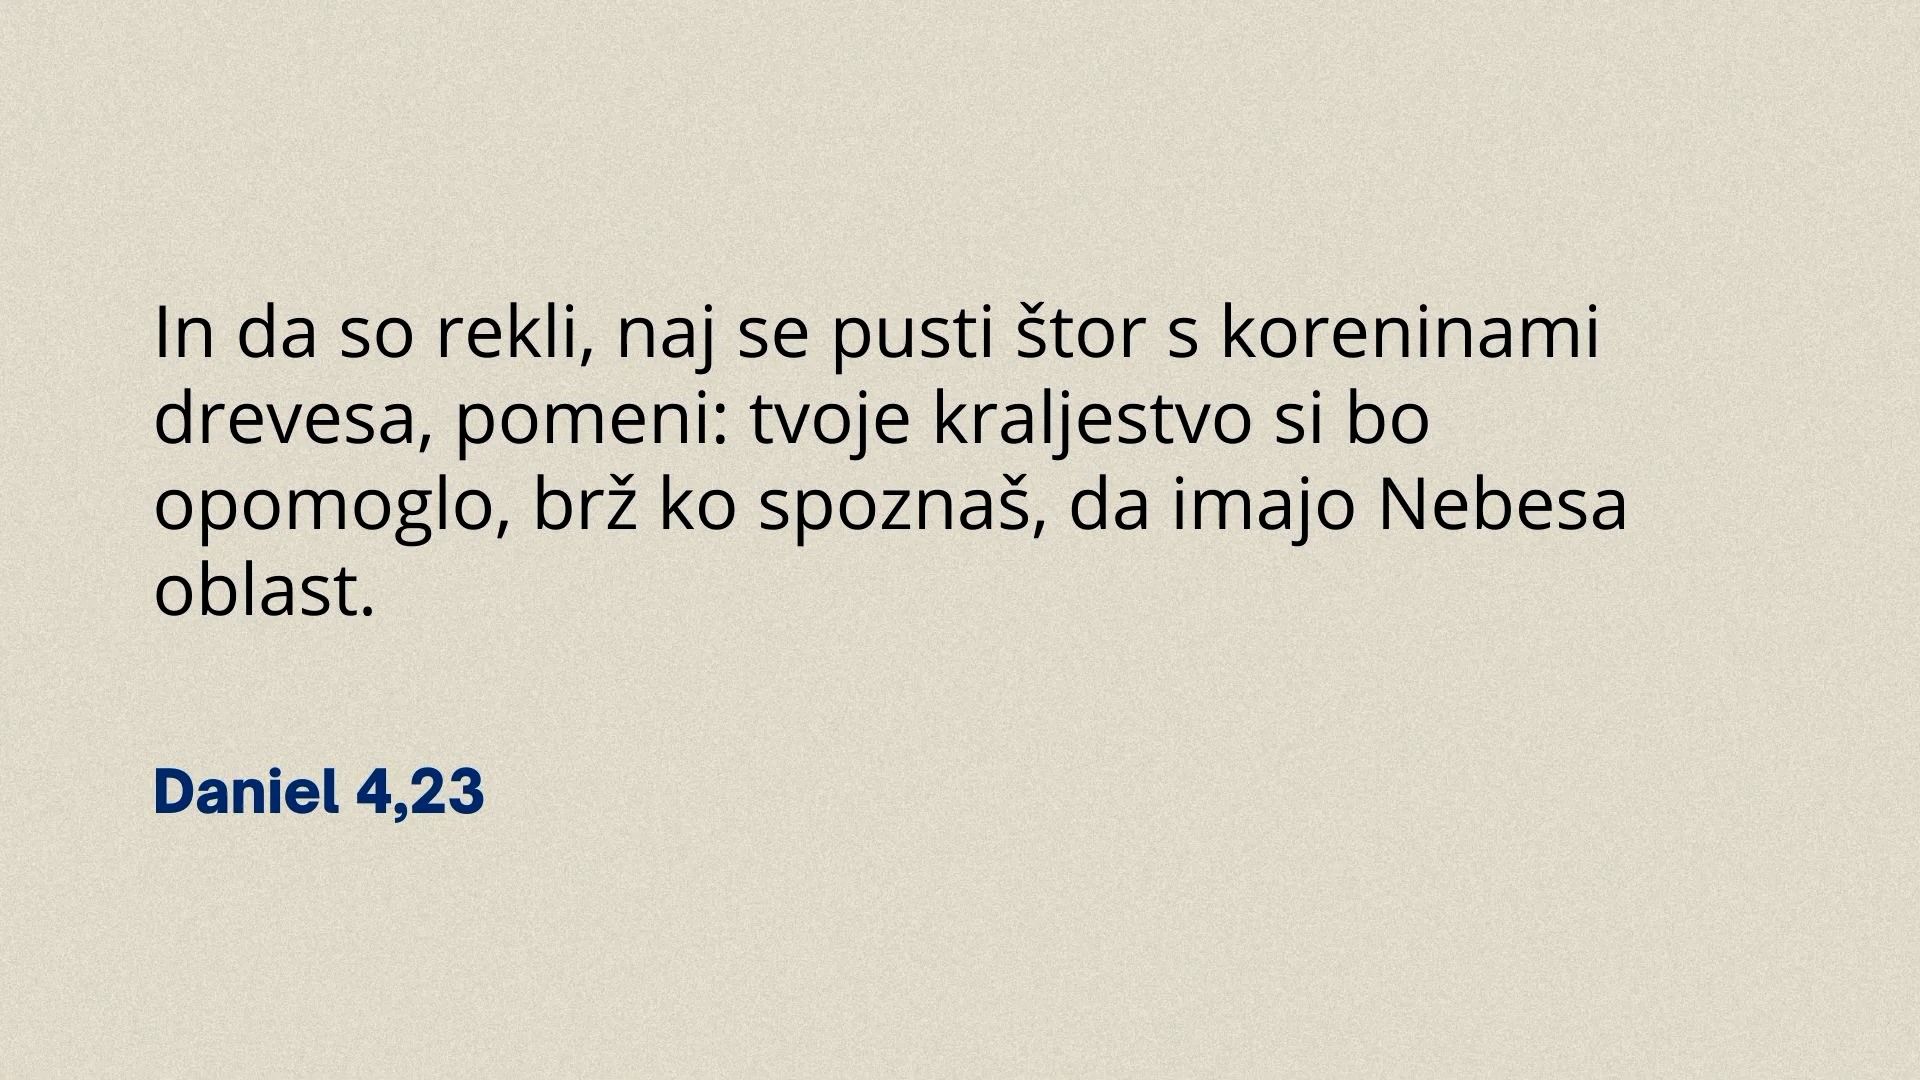 In da so rekli, naj se pusti štor s koreninami
drevesa, pomeni: tvoje kraljestvo si bo
opomoglo, brž ko spoznaš, da imajo Nebesa
oblast.
Daniel 4,23